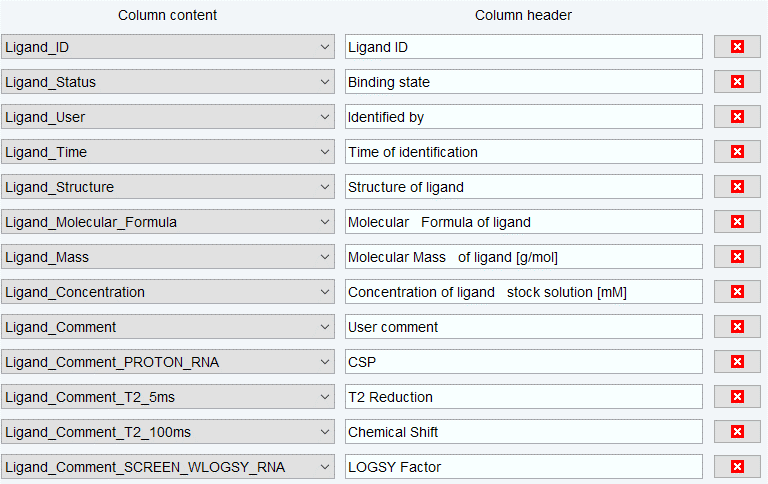 Column content Column header
Ligand_ID Ligand ID
Ligand_Status Binding state
Ligand_User Identified by
Ligand_Time Time of identification
Ligand_Structure Structure of ligand
Ligand_Molecular_Formula Molecular   Formula of ligand
Ligand_Mass Molecular Mass   of ligand [g/mol]
Ligand_Concentration Concentration of ligand   stock solution [mM]
Ligand_Comment User comment
Ligand_Comment_PROTON_RNA CSP
Ligand_Comment_T2_5ms T2 Reduction
Ligand_Comment_T2_100ms Chemical Shift
Ligand_Comment_SCREEN_WLOGSY_RNA LOGSY Factor